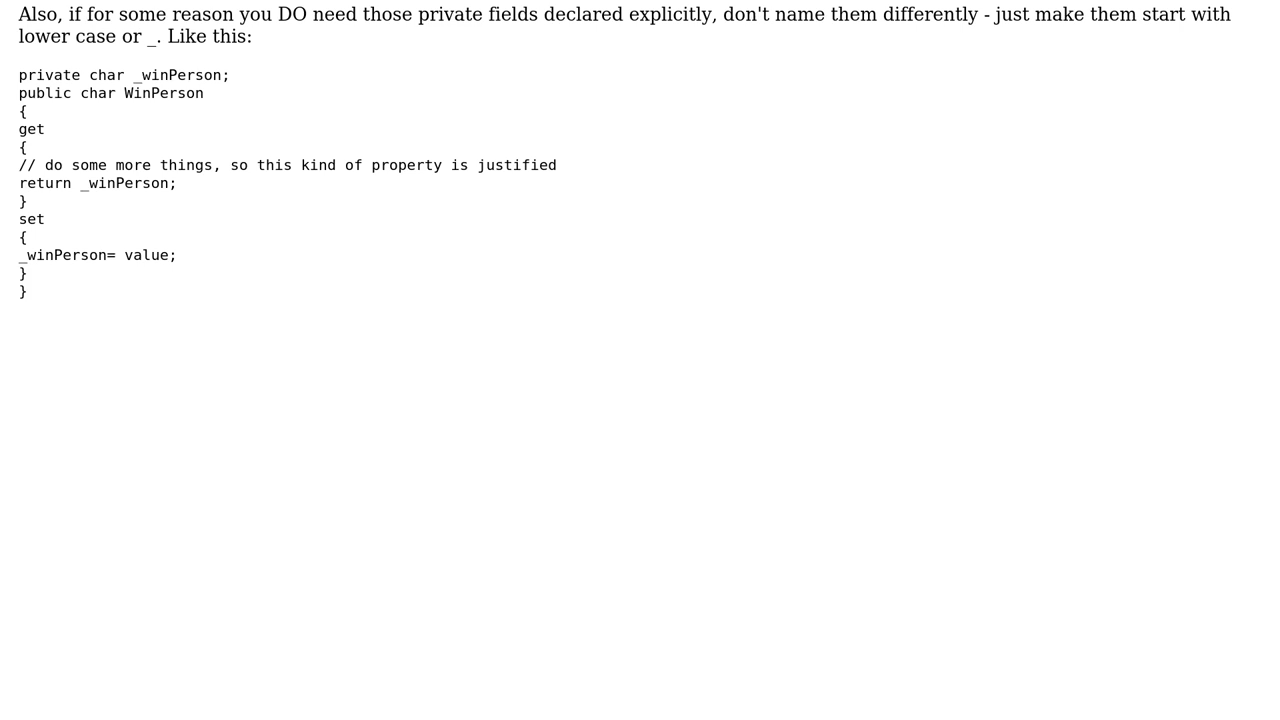 Also, if for some reason you DO need those private fields declared explicitly, don't name them differently - just make them start with
lower case or _. Like this:
private char _winPerson;
public char WinPerson
{
get
{
// do some more things, so this kind of property is justified
return _winPerson;
}
set
{
_winPerson= value;
}
}